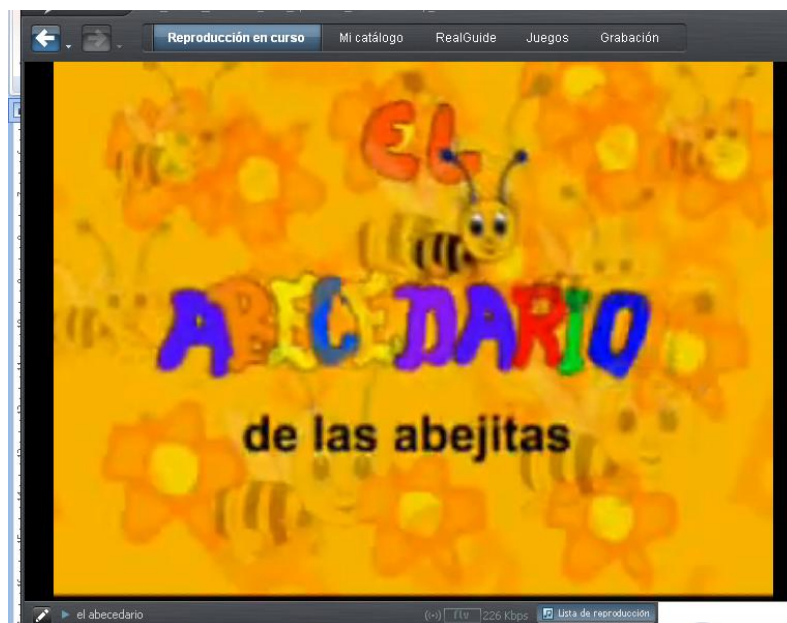 Reproducción en curso Mi catálogo RealGuide Juegos Grabación
EL
ABECEDARIO
de las abejitas
el abecedario ((•)) flv 226 Kbps Lista de reproducción